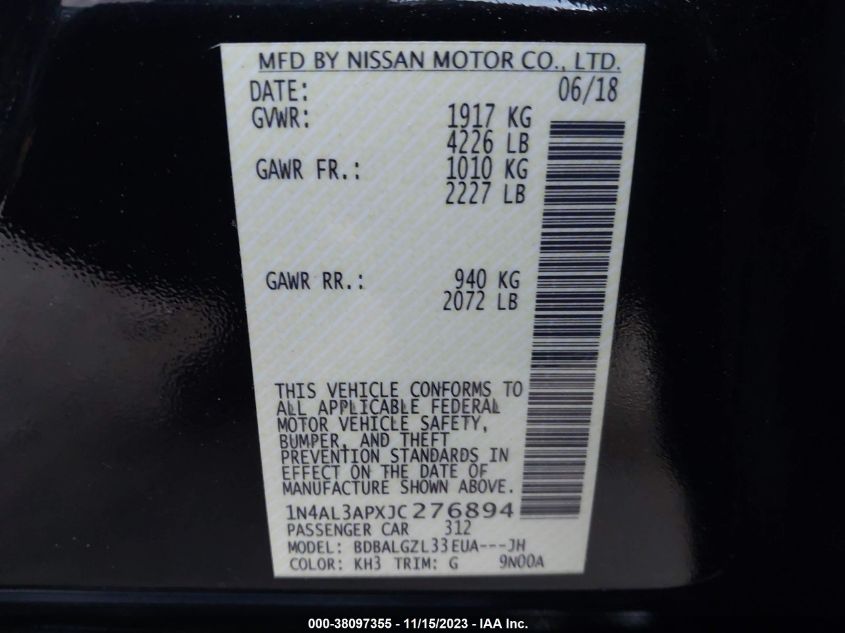 MFD BY NISSAN MOTOR CO., LTD.
DATE: 06/18
GVWR: 1917 KG
4226 LB
GAWR FR.: 1010 KG
2227 LB
GAWR RR.: 940 KG
2072 LB
THIS VEHICLE CONFORMS TO
ALL APPLICABLE FEDERAL
MOTOR VEHICLE SAFETY,
BUMPER, AND THEFT
PREVENTION STANDARDS IN
EFFECT ON THE DATE OF
MANUFACTURE SHOWN ABOVE.
1N4AL3APXJC276894
PASSENGER CAR 312
MODEL: BDBALGZL33EUA---JH
COLOR: KH3 TRIM: G 9N00A
000-38097355 - 11/15/2023 - IAA Inc.